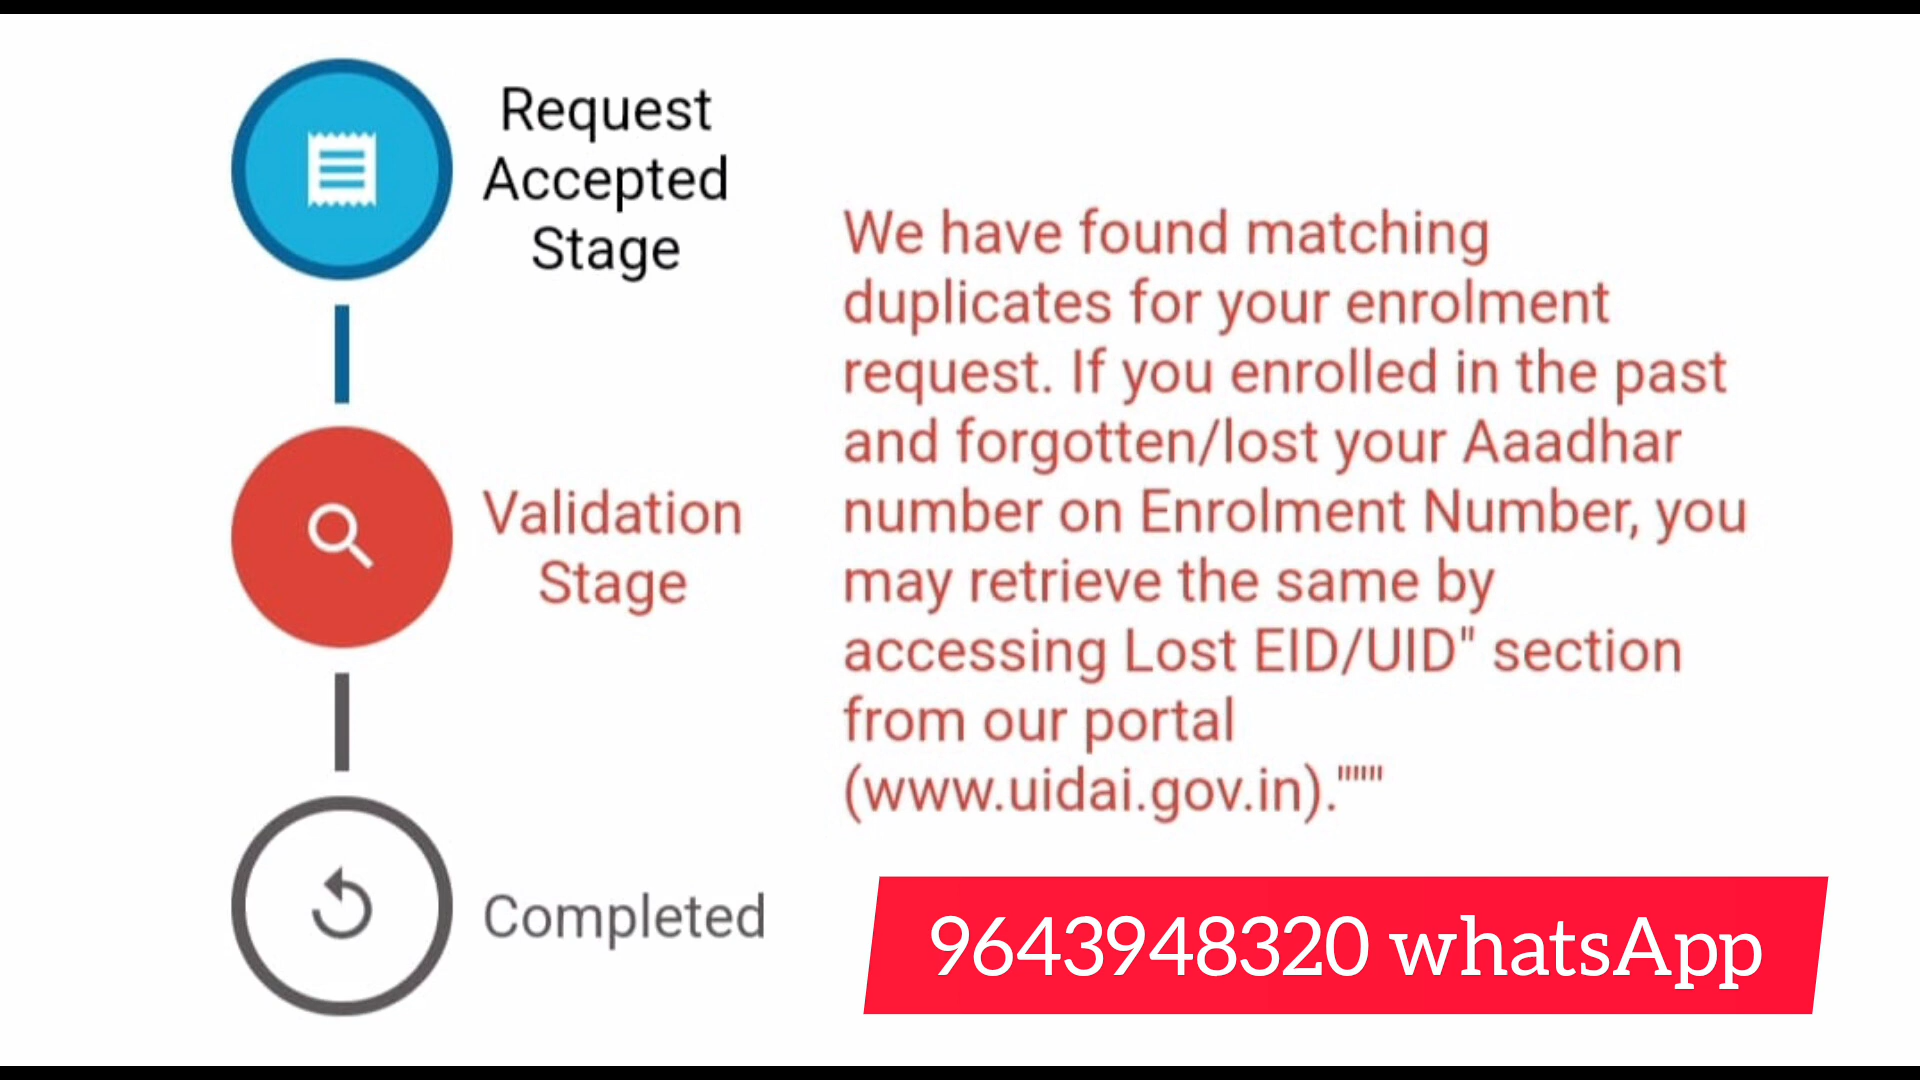 Request
Accepted
Stage
Validation
Stage
Completed
We have found matching
duplicates for your enrolment
request. If you enrolled in the past
and forgotten/lost your Aaadhar
number on Enrolment Number, you
may retrieve the same by
accessing Lost EID/UID" section
from our portal
(www.uidai.gov.in).""""
9643948320 whatsApp